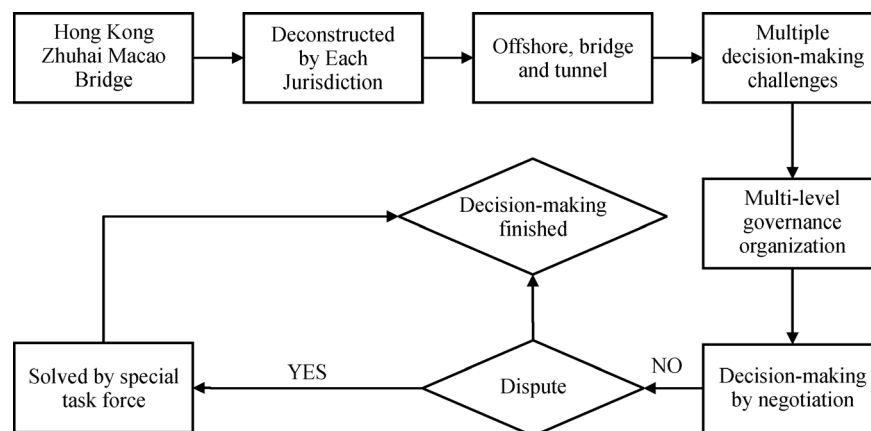 Hong Kong
Zhuhai Macao
Bridge
Deconstructed
by Each
Jurisdiction
Offshore, bridge
and tunnel
Multiple
decision-making
challenges
Decision-making
finished
Multi-level
governance
organization
Solved by special
task force
YES
Dispute
NO
Decision-making
by negotiation